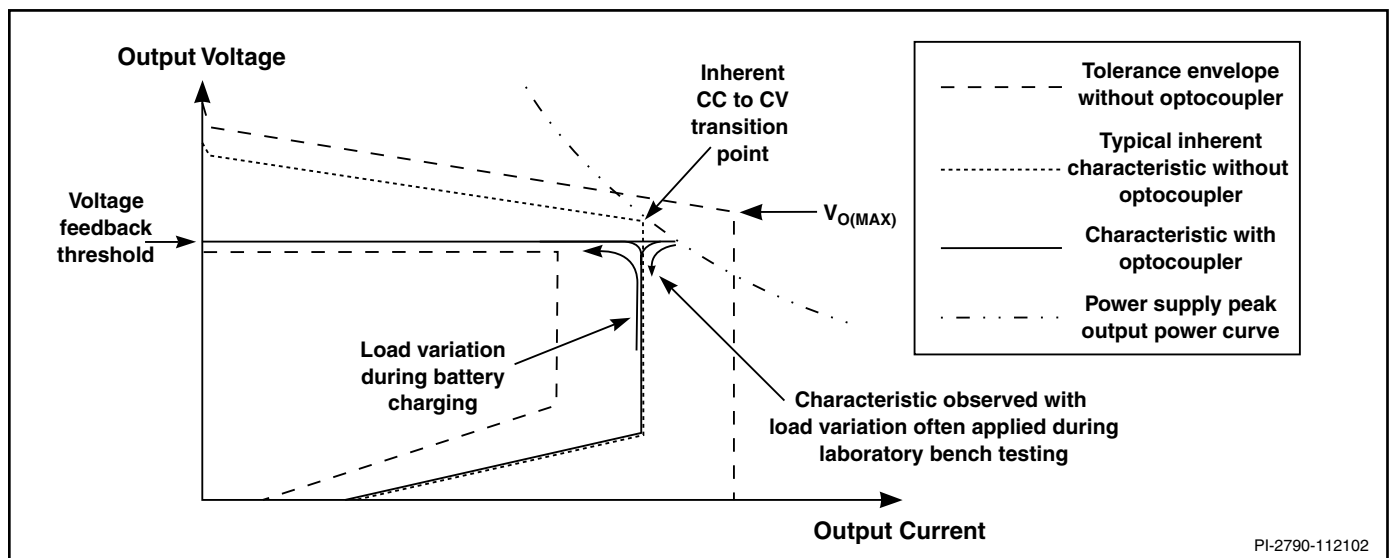 Output Voltage
Inherent
CC to CV
transition
point
Tolerance envelope
without optocoupler
Typical inherent
characteristic without
optocoupler
Characteristic with
optocoupler
Power supply peak
output power curve
Voltage
feedback
threshold
VO(MAX)
Load variation
during battery
charging
Characteristic observed with
load variation often applied during
laboratory bench testing
Output Current
PI-2790-112102